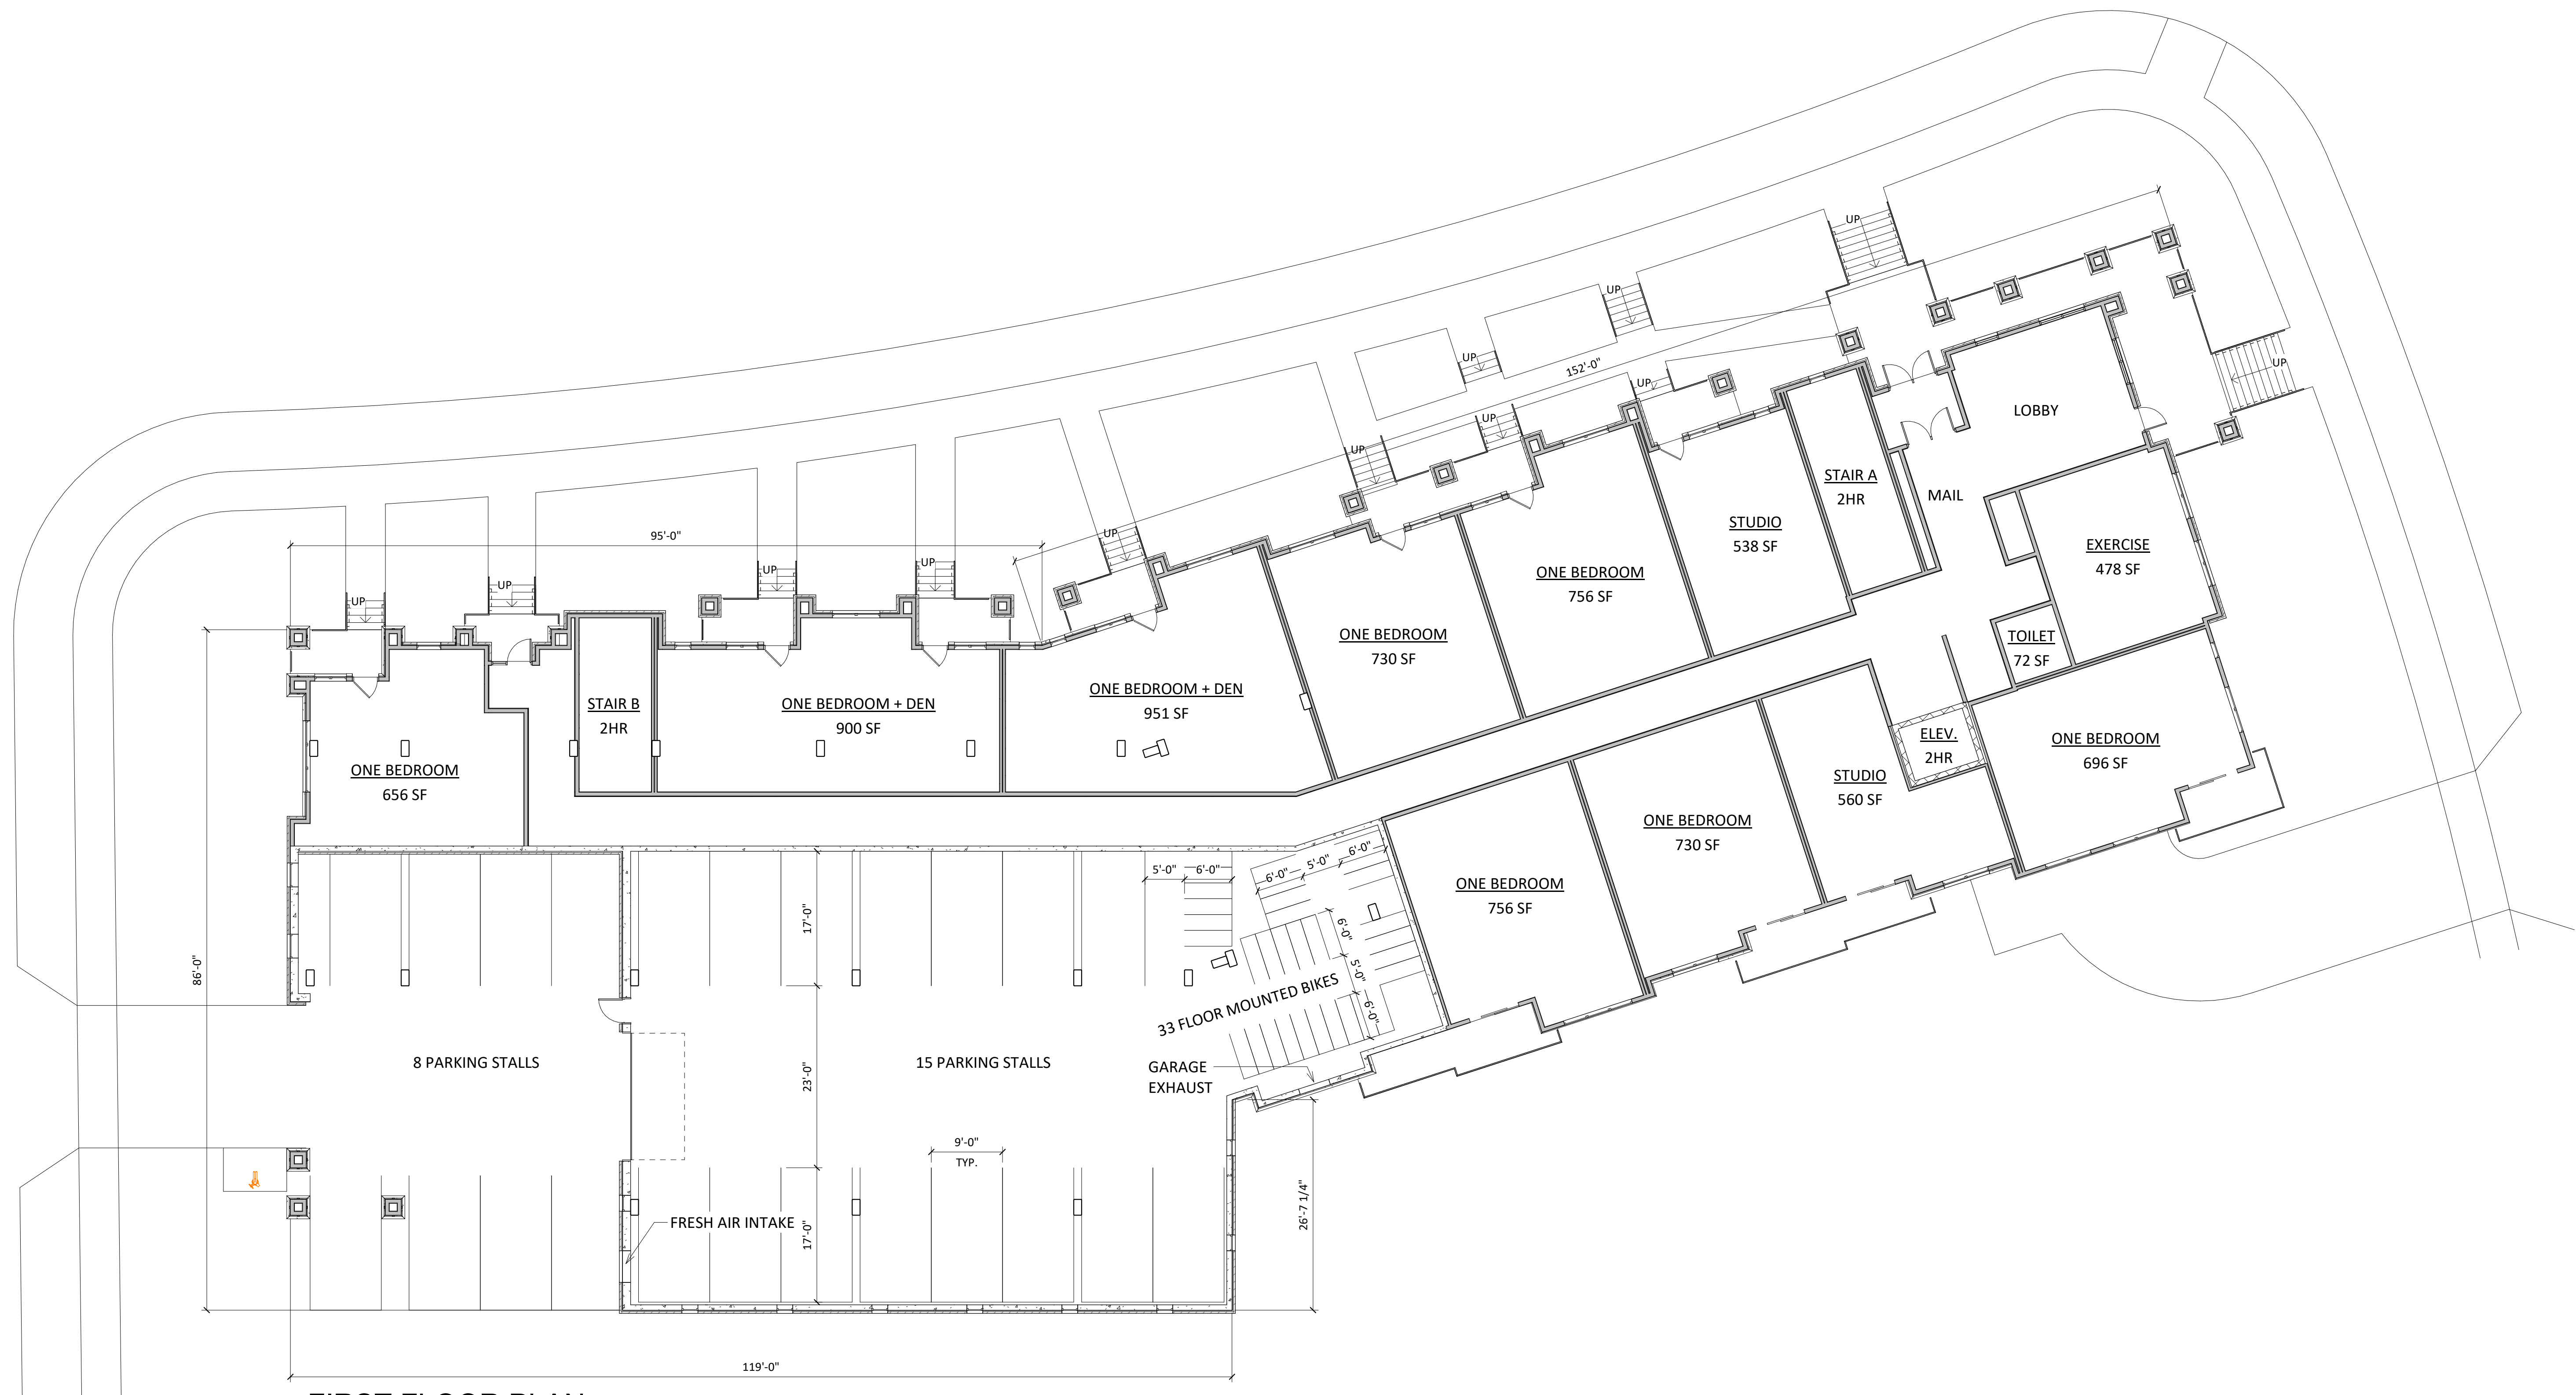 UP
UP
UP
UP
152'-0"
UP
UP
LOBBY
UP
UP
STAIR A
2HR
MAIL
STUDIO
538 SF
95'-0"
UP
EXERCISE
478 SF
UP
UP
ONE BEDROOM
756 SF
UP
UP
ONE BEDROOM
730 SF
TOILET
72 SF
ONE BEDROOM + DEN
951 SF
STAIR B
2HR
ONE BEDROOM + DEN
900 SF
ELEV.
2HR
ONE BEDROOM
696 SF
ONE BEDROOM
656 SF
STUDIO
560 SF
ONE BEDROOM
730 SF
5'-0"
6'-0"
6'-0"
5'-0"
6'-0"
ONE BEDROOM
756 SF
17'-0"
6'-0"
5'-0"
6'-0"
86'-0"
33 FLOOR MOUNTED BIKES
8 PARKING STALLS
15 PARKING STALLS
GARAGE
EXHAUST
23'-0"
9'-0"
TYP.
26'-7 1/4"
FRESH AIR INTAKE
17'-0"
119'-0"
FIRST FLOOR PLAN